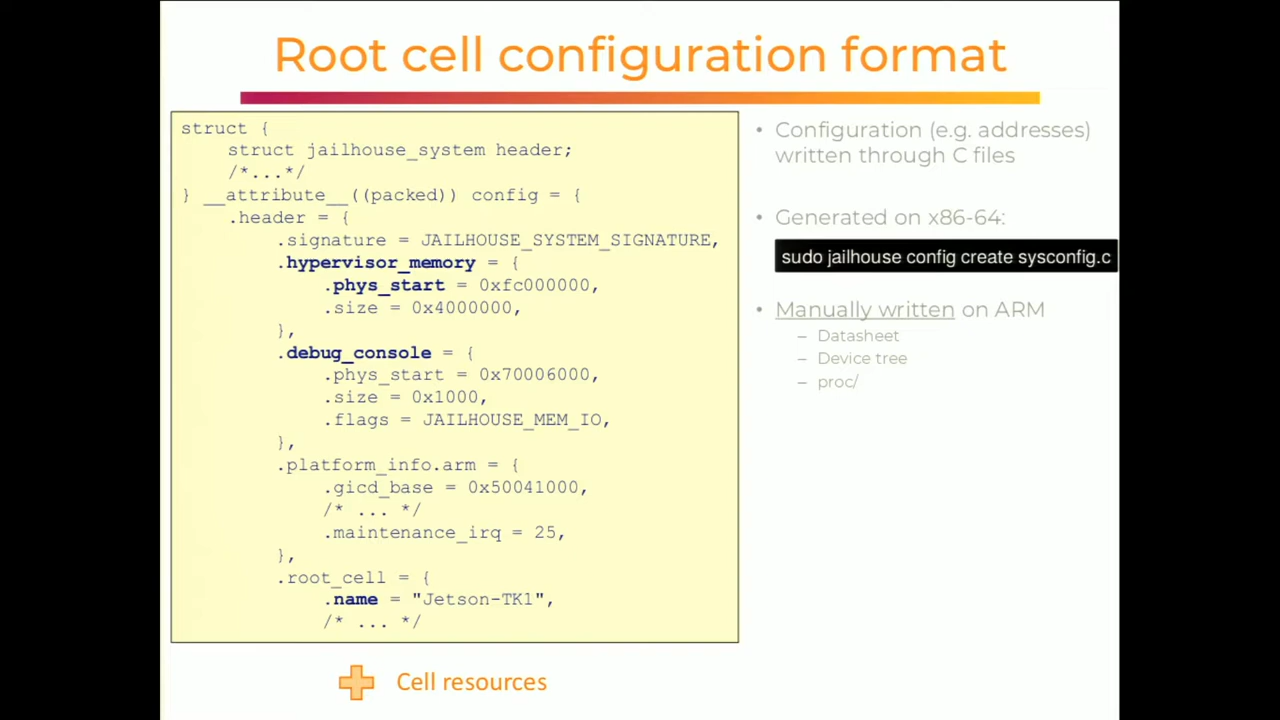 Root cell configuration format
struct {
struct jailhouse_system header;
/*...*/
} __attribute__((packed)) config = {
.header = {
.signature = JAILHOUSE_SYSTEM_SIGNATURE,
.hypervisor_memory = {
.phys_start = 0xfc000000,
.size = 0x4000000,
},
.debug_console = {
.phys_start = 0x70006000,
.size = 0x1000,
.flags = JAILHOUSE_MEM_IO,
},
.platform_info.arm = {
.gicd_base = 0x50041000,
/* ... */
.maintenance_irq = 25,
},
.root_cell = {
.name = "Jetson-TK1",
/* ... */
Cell resources
• Configuration (e.g. addresses)
written through C files
• Generated on x86-64:
sudo jailhouse config create sysconfig.c
• Manually written on ARM
– Datasheet
– Device tree
– proc/